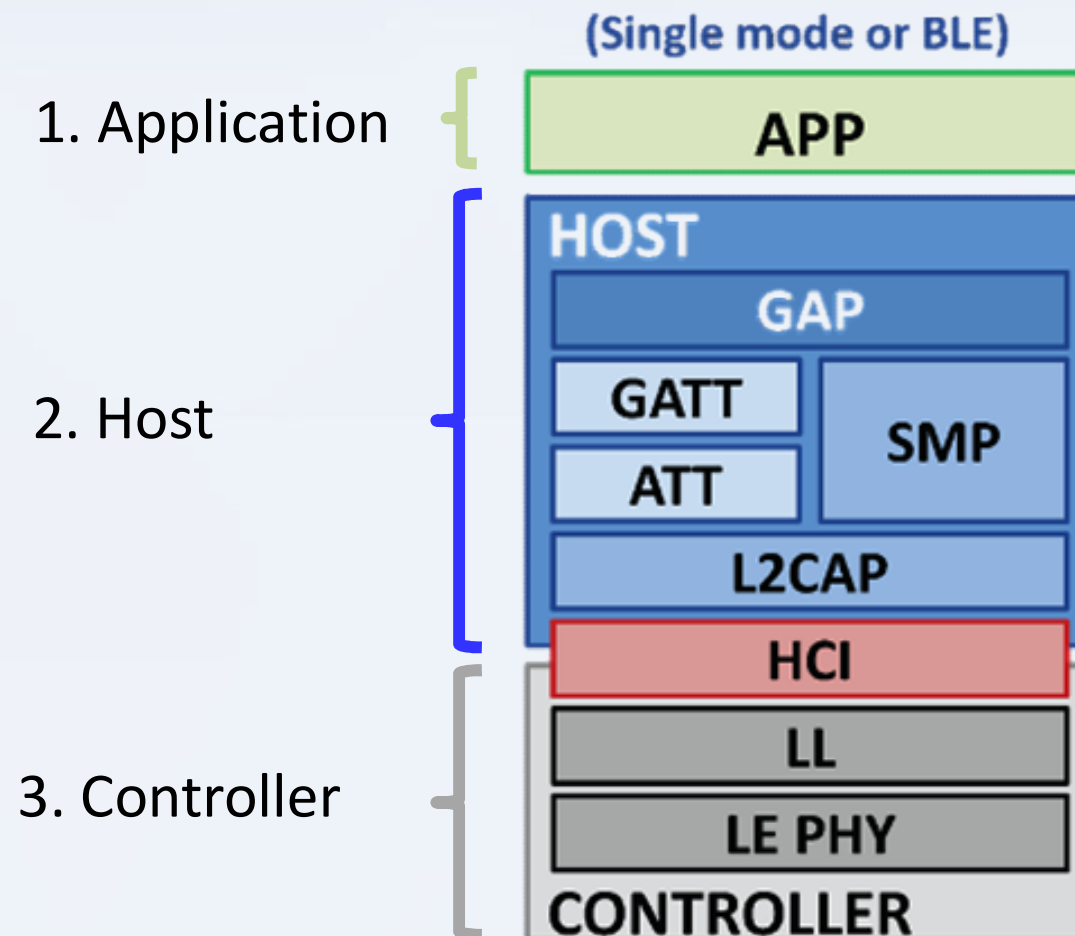 (Single mode or BLE)
1. Application
APP
HOST
GAP
2. Host
GATT
SMP
ATT
L2CAP
HCI
LL
3. Controller
LE PHY
CONTROLLER